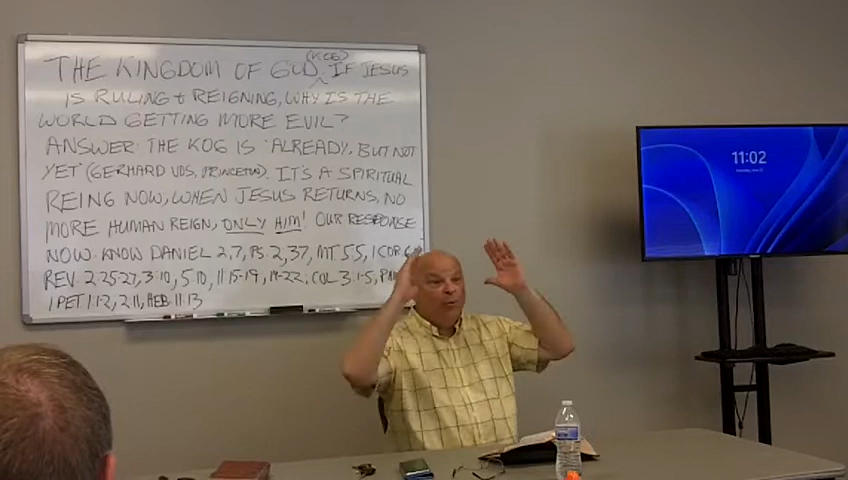 (KOG)
THE KINGDOM OF GOD. IF JESUS
IS RULING + REIGNING, WHY IS THE
WORLD GETTING MORE EVIL?
ANSWER: THE KOG IS "ALREADY, BUT NOT
YET" (GERHARD VOS, PRINCETON). IT'S A SPIRITUAL
REING NOW, WHEN JESUS RETURNS, NO
MORE HUMAN REIGN, ONLY HIM! OUR RESPONSE
NOW: KNOW DANIEL 2,7, PS. 2,37, MT 5:5, 1 COR
REV. 2:25-27, 3:10, 5:10, 11:15-19, 19-22, COL 3:1-5,
1 PET 1:1-2, 2:11, HEB 11:13
11:02